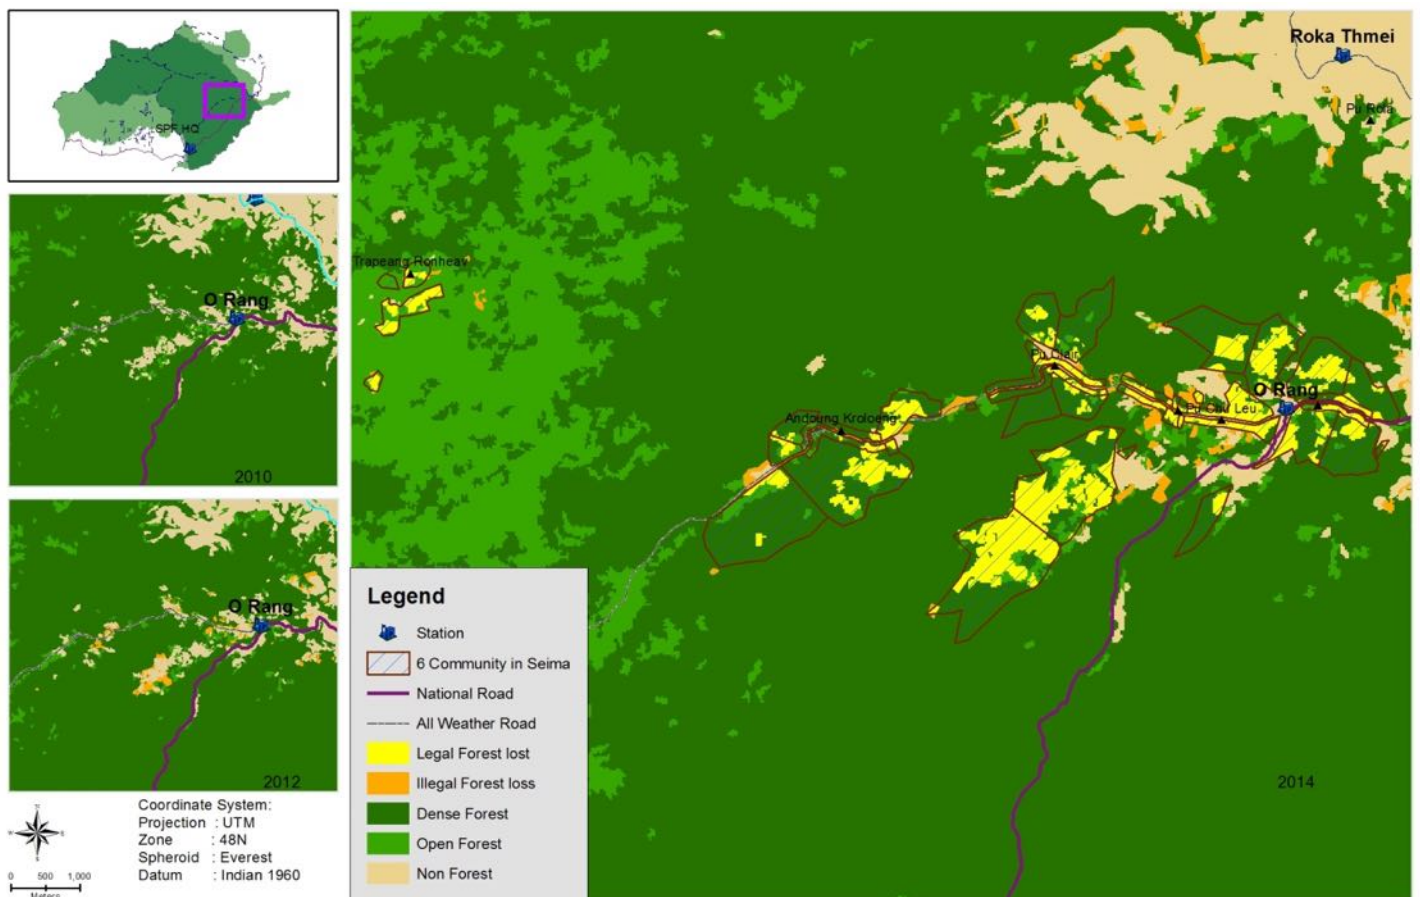 SPF HQ
O Rang
2010
O Rang
2012
Coordinate System:
Projection : UTM
Zone : 48N
Spheroid : Everest
Datum : Indian 1960
N
W E
S
0 500 1,000
Meters
Roka Thmei
Pu Rola
Trapeang Ronheav
O Rang
Pu Char Leu
Andoung Kroloeng
2014
Legend
Station
6 Community in Seima
National Road
All Weather Road
Legal Forest lost
Illegal Forest loss
Dense Forest
Open Forest
Non Forest